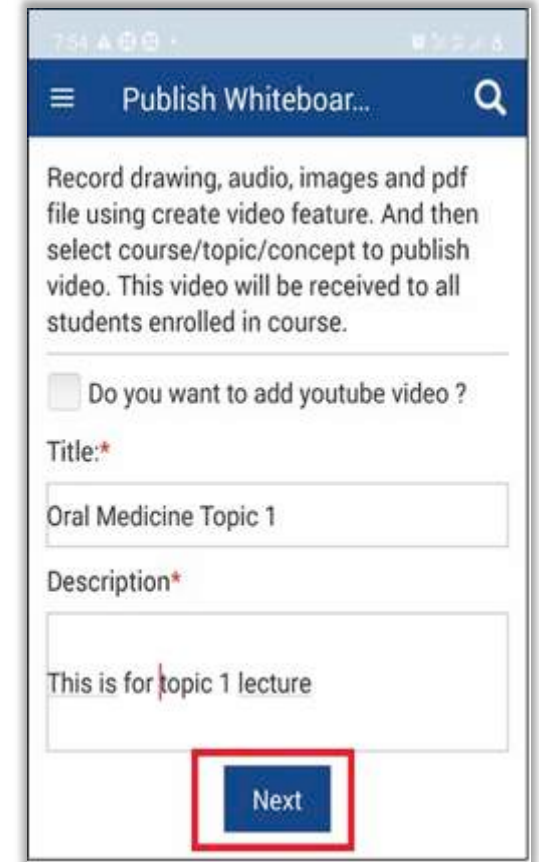 7:54
Publish Whiteboar...
Record drawing, audio, images and pdf
file using create video feature. And then
select course/topic/concept to publish
video. This video will be received to all
students enrolled in course.
Do you want to add youtube video ?
Title:*
Oral Medicine Topic 1
Description*
This is for topic 1 lecture
Next